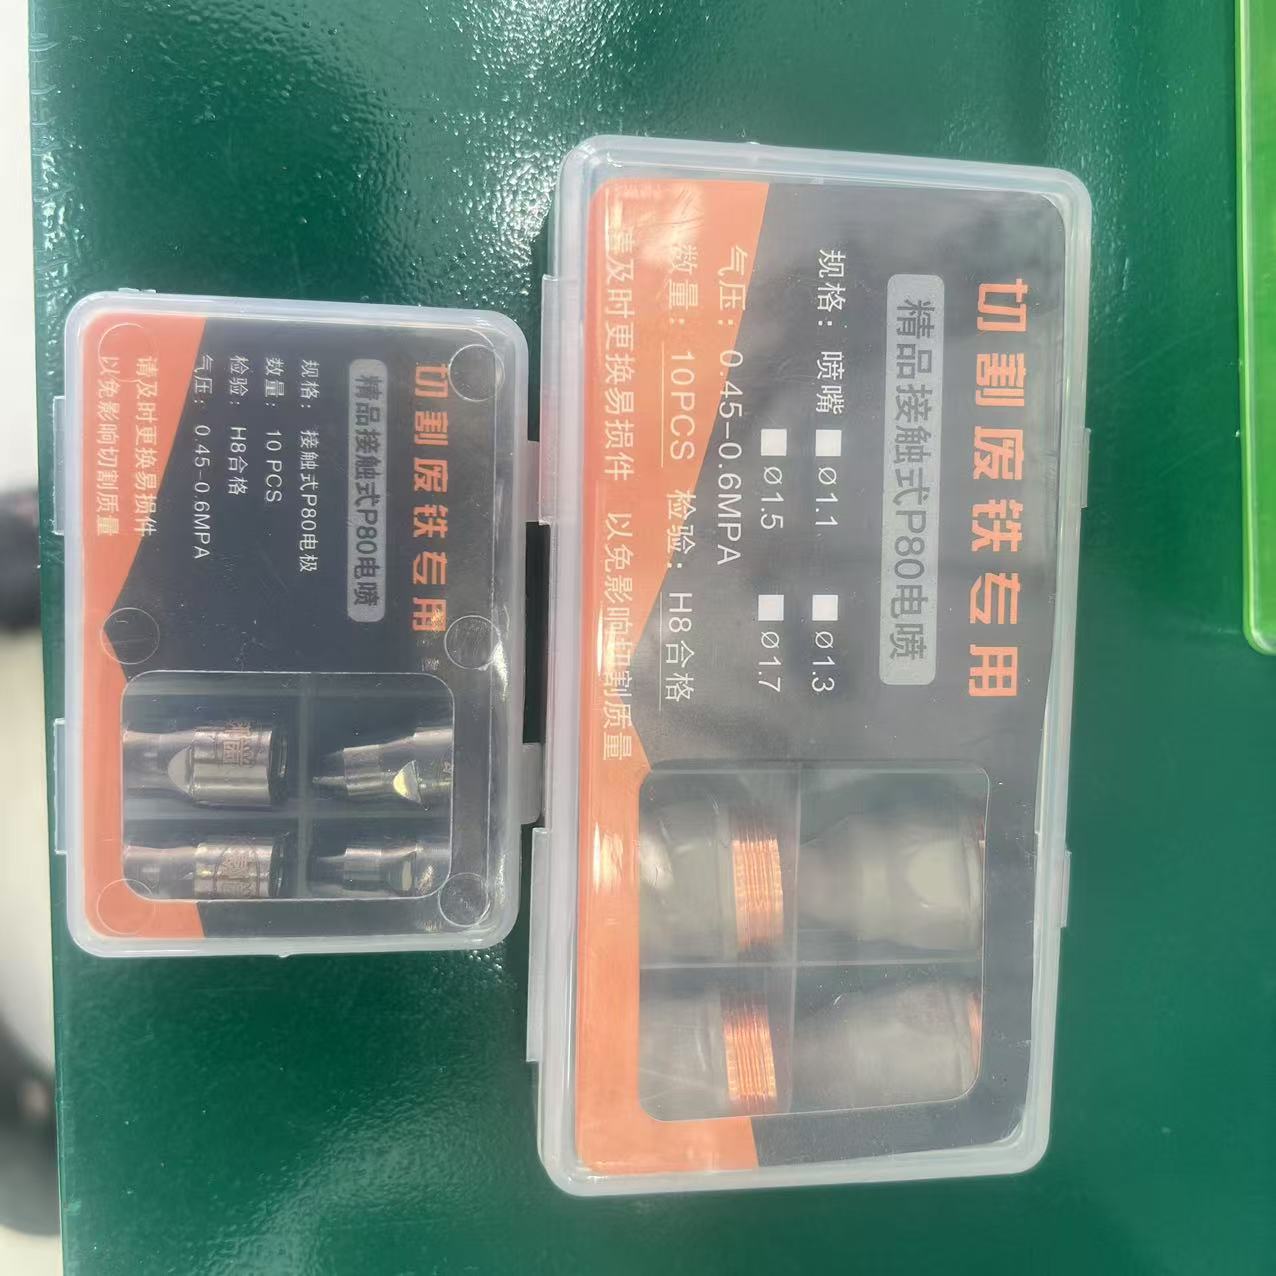 切割废铁专用
精品接触式P80电喷
规格：接触式P80电极
数量：10 PCS
检验：H8合格
气压：0.45-0.6MPA
请及时更换易损件
以免影响切割质量
切割废铁专用
精品接触式P80电喷
规格：喷嘴 Ø1.1 Ø1.3
Ø1.5 Ø1.7
气压：0.45-0.6MPA
数量：10PCS 检验：H8合格
请及时更换易损件 以免影响切割质量